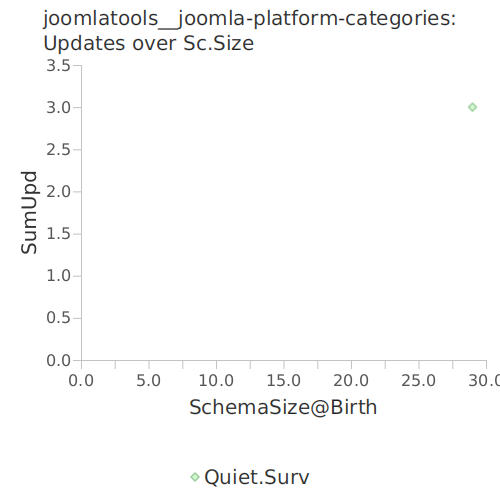 joomlatools__joomla-platform-categories:
Updates over Sc.Size
3.5
3.0
2.5
2.0
1.5
1.0
0.5
0.0
SumUpd
0.0 5.0 10.0 15.0 20.0 25.0 30.0
SchemaSize@Birth
Quiet.Surv